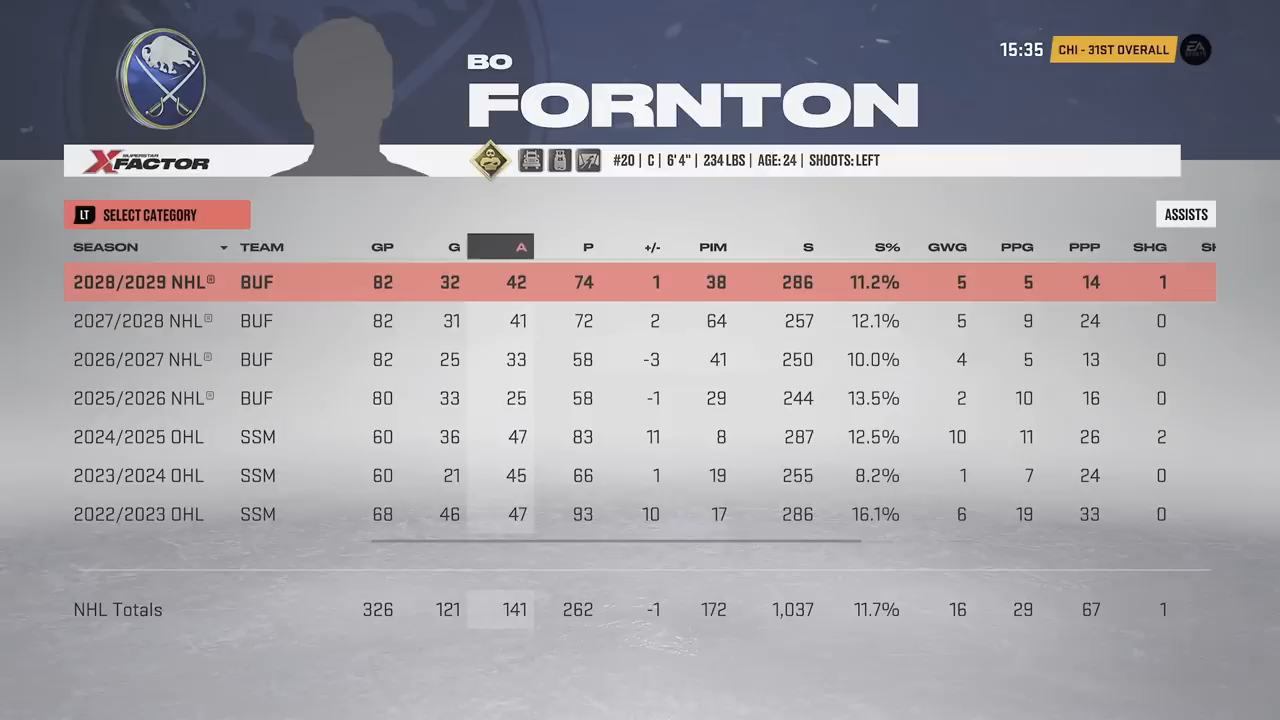 BO
FORNTON
15:35 CHI - 31ST OVERALL EA SPORTS
SUPERSTAR
X FACTOR
#20 | C | 6' 4" | 234 LBS | AGE: 24 | SHOOTS: LEFT
LT SELECT CATEGORY
ASSISTS
SEASON TEAM GP G A P +/- PIM S S% GWG PPG PPP SHG
2028/2029 NHL BUF 82 32 42 74 1 38 286 11.2% 5 5 14 1
2027/2028 NHL BUF 82 31 41 72 2 64 257 12.1% 5 9 24 0
2026/2027 NHL BUF 82 25 33 58 -3 41 250 10.0% 4 5 13 0
2025/2026 NHL BUF 80 33 25 58 -1 29 244 13.5% 2 10 16 0
2024/2025 OHL SSM 60 36 47 83 11 8 287 12.5% 10 11 26 2
2023/2024 OHL SSM 60 21 45 66 1 19 255 8.2% 1 7 24 0
2022/2023 OHL SSM 68 46 47 93 10 17 286 16.1% 6 19 33 0
NHL Totals 326 121 141 262 -1 172 1,037 11.7% 16 29 67 1